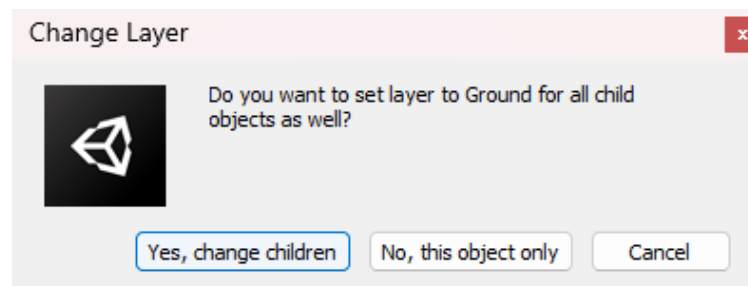 Change Layer
x
Do you want to set layer to Ground for all child
objects as well?
Yes, change children
No, this object only
Cancel